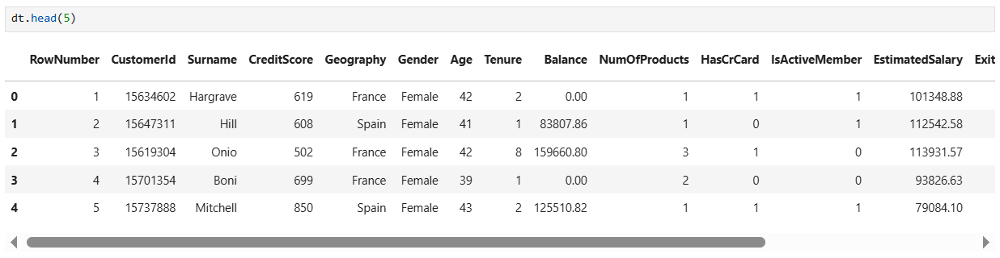 dt.head(5)
RowNumber CustomerId Surname CreditScore Geography Gender Age Tenure Balance NumOfProducts HasCrCard IsActiveMember EstimatedSalary Exit
0 1 15634602 Hargrave 619 France Female 42 2 0.00 1 1 1 101348.88
1 2 15647311 Hill 608 Spain Female 41 1 83807.86 1 0 1 112542.58
2 3 15619304 Onio 502 France Female 42 8 159660.80 3 1 0 113931.57
3 4 15701354 Boni 699 France Female 39 1 0.00 2 0 0 93826.63
4 5 15737888 Mitchell 850 Spain Female 43 2 125510.82 1 1 1 79084.10